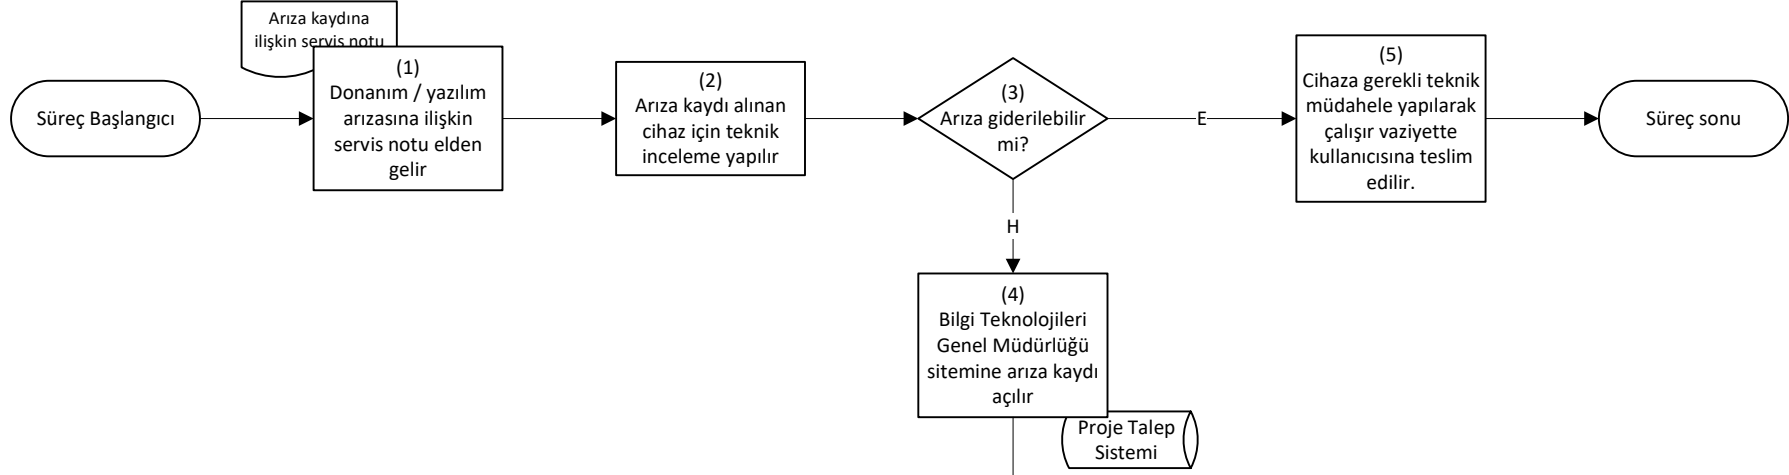 Süreç Başlangıcı
Arıza kaydına
ilişkin servis notu
(1)
Donanım / yazılım
arızasına ilişkin
servis notu elden
gelir
(2)
Arıza kaydı alınan
cihaz için teknik
inceleme yapılır
(3)
Arıza giderilebilir
mi?
E
(5)
Cihaza gerekli teknik
müdahele yapılarak
çalışır vaziyette
kullanıcısına teslim
edilir.
Süreç sonu
H
(4)
Bilgi Teknolojileri
Genel Müdürlüğü
sitemine arıza kaydı
açılır
Proje Talep
Sistemi